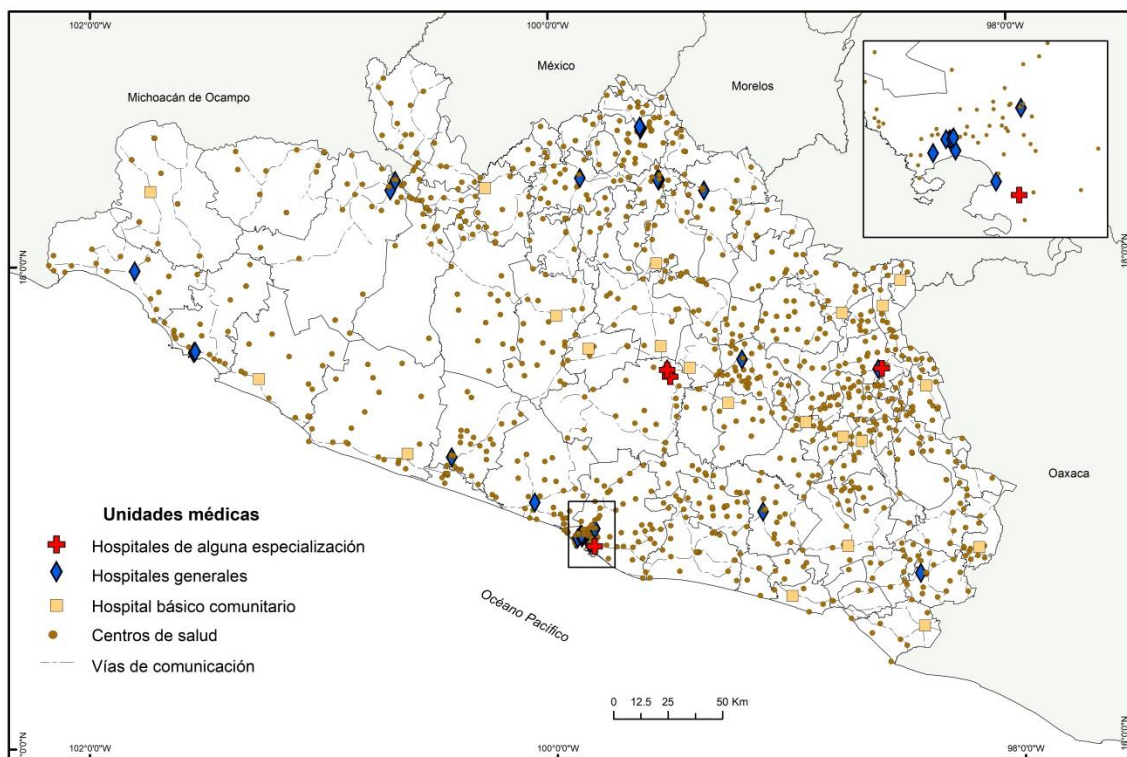 102°0'0"W
100°0'0"W
98°0'0"W
México
Morelos
Michoacán de Ocampo
18°0'0"N
18°0'0"N
Oaxaca
Unidades médicas
Hospitales de alguna especialización
Hospitales generales
Hospital básico comunitario
Centros de salud
Vías de comunicación
Océano Pacífico
0 12.5 25 50 Km
102°0'0"W
100°0'0"W
98°0'0"W